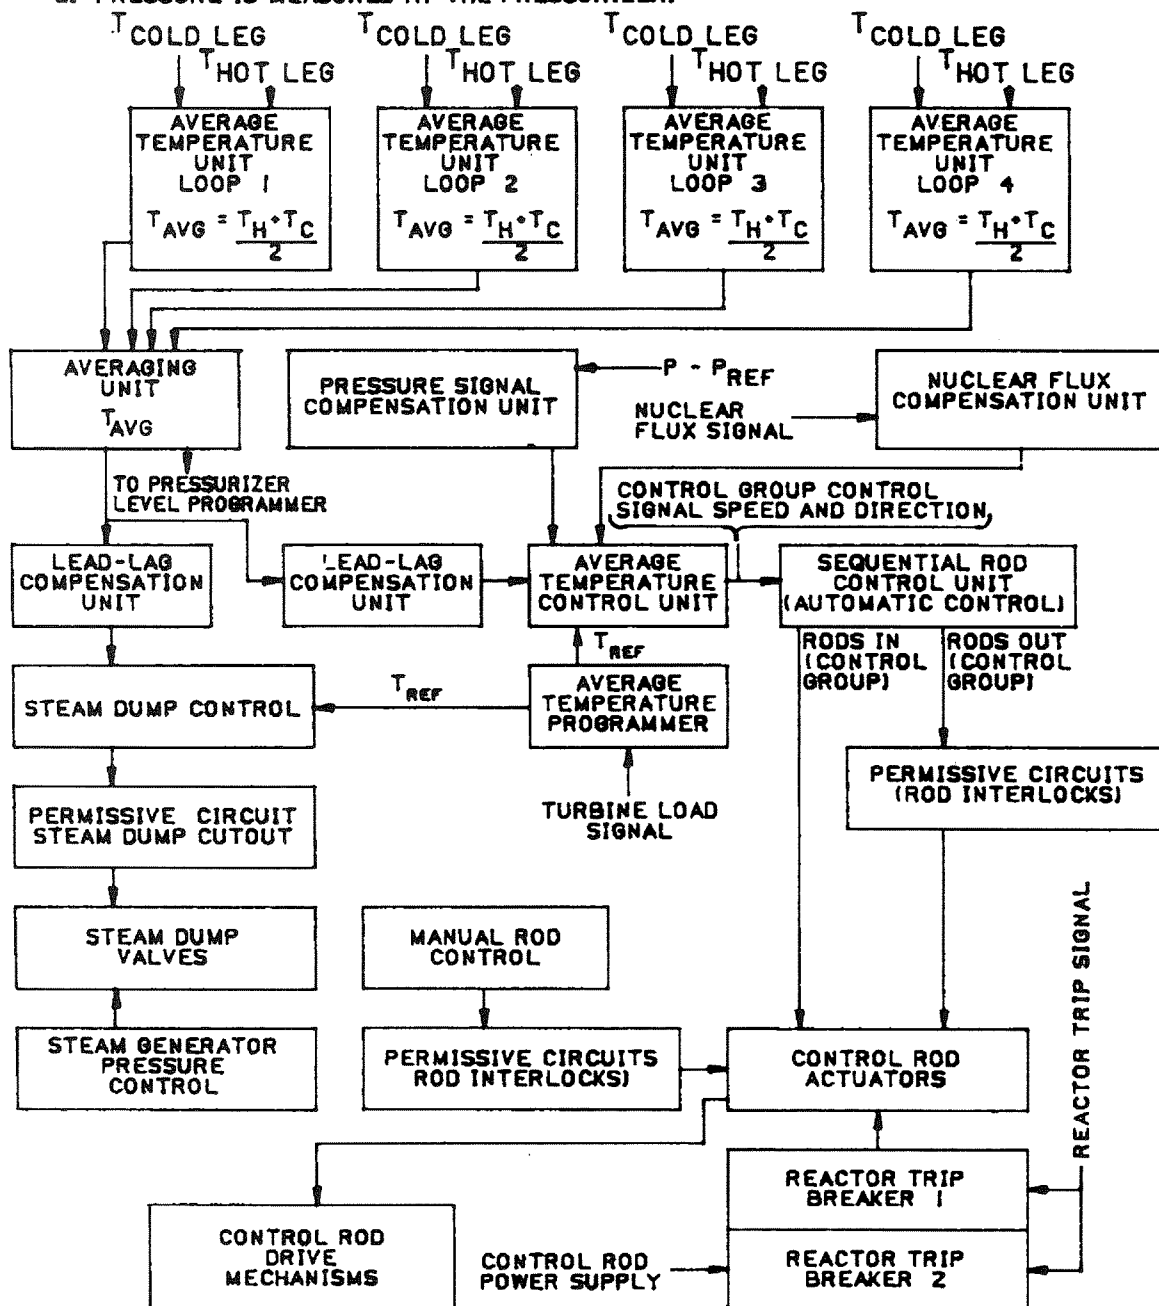 2. PRESSURE IS MEASURED AT THE PRESSURIZER.
T COLD LEG
T HOT LEG
T COLD LEG
T HOT LEG
T COLD LEG
T HOT LEG
T COLD LEG
T HOT LEG
AVERAGE
TEMPERATURE
UNIT
LOOP 1
T AVG = T H + T C
2
AVERAGE
TEMPERATURE
UNIT
LOOP 2
T AVG = T H + T C
2
AVERAGE
TEMPERATURE
UNIT
LOOP 3
T AVG = T H + T C
2
AVERAGE
TEMPERATURE
UNIT
LOOP 4
T AVG = T H + T C
2
AVERAGING
UNIT
T AVG
PRESSURE SIGNAL
COMPENSATION UNIT
P - P REF
NUCLEAR
FLUX SIGNAL
NUCLEAR FLUX
COMPENSATION UNIT
TO PRESSURIZER
LEVEL PROGRAMMER
CONTROL GROUP CONTROL
SIGNAL SPEED AND DIRECTION
LEAD-LAG
COMPENSATION
UNIT
LEAD-LAG
COMPENSATION
UNIT
AVERAGE
TEMPERATURE
CONTROL UNIT
SEQUENTIAL ROD
CONTROL UNIT
(AUTOMATIC CONTROL)
T REF
RODS IN
(CONTROL
GROUP)
RODS OUT
(CONTROL
GROUP)
STEAM DUMP CONTROL
T REF
AVERAGE
TEMPERATURE
PROGRAMMER
PERMISSIVE CIRCUITS
(ROD INTERLOCKS)
TURBINE LOAD
SIGNAL
PERMISSIVE CIRCUIT
STEAM DUMP CUTOUT
STEAM DUMP
VALVES
MANUAL ROD
CONTROL
REACTOR TRIP SIGNAL
STEAM GENERATOR
PRESSURE
CONTROL
PERMISSIVE CIRCUITS
ROD INTERLOCKS)
CONTROL ROD
ACTUATORS
REACTOR TRIP
BREAKER 1
CONTROL ROD
DRIVE
MECHANISMS
CONTROL ROD
POWER SUPPLY
REACTOR TRIP
BREAKER 2